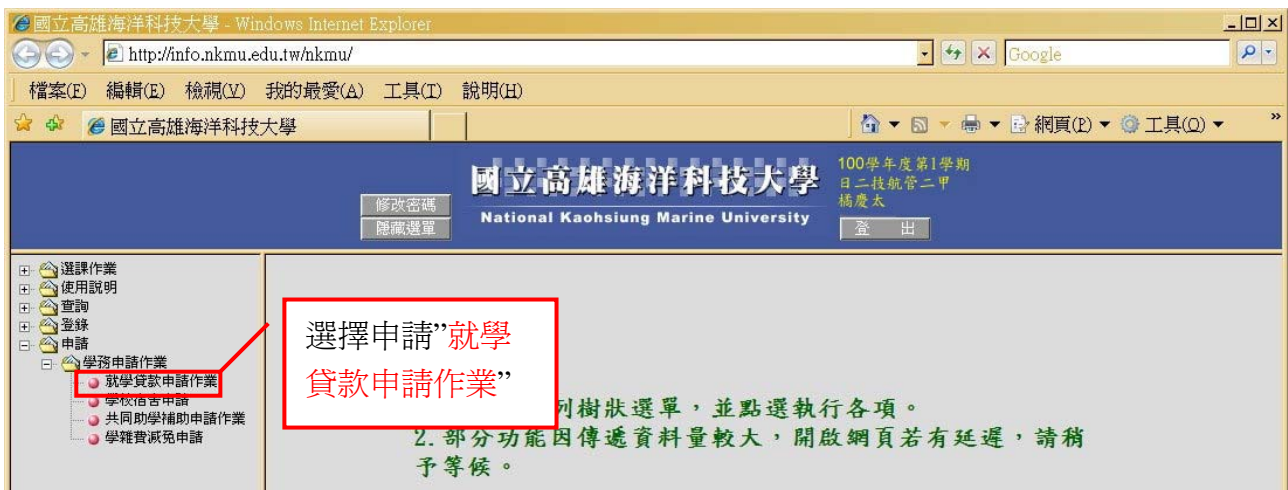 國立高雄海洋科技大學 - Windows Internet Explorer
http://info.nkmu.edu.tw/nkmu/
Google
檔案(F) 編輯(E) 檢視(V) 我的最愛(A) 工具(T) 說明(H)
國立高雄海洋科技大學
網頁(P) 工具(O)
修改密碼
隱藏選單
國立高雄海洋科技大學
National Kaohsiung Marine University
100學年度第1學期
日二技航管二甲
橘慶太
登 出
選課作業
使用說明
查詢
登錄
申請
學務申請作業
就學貸款申請作業
學校宿舍申請
共同助學補助申請作業
學雜費減免申請
選擇申請”就學
貸款申請作業”
列樹狀選單，並點選執行各項。
2. 部分功能因傳遞資料量較大，開啟網頁若有延遲，請稍
予等候。